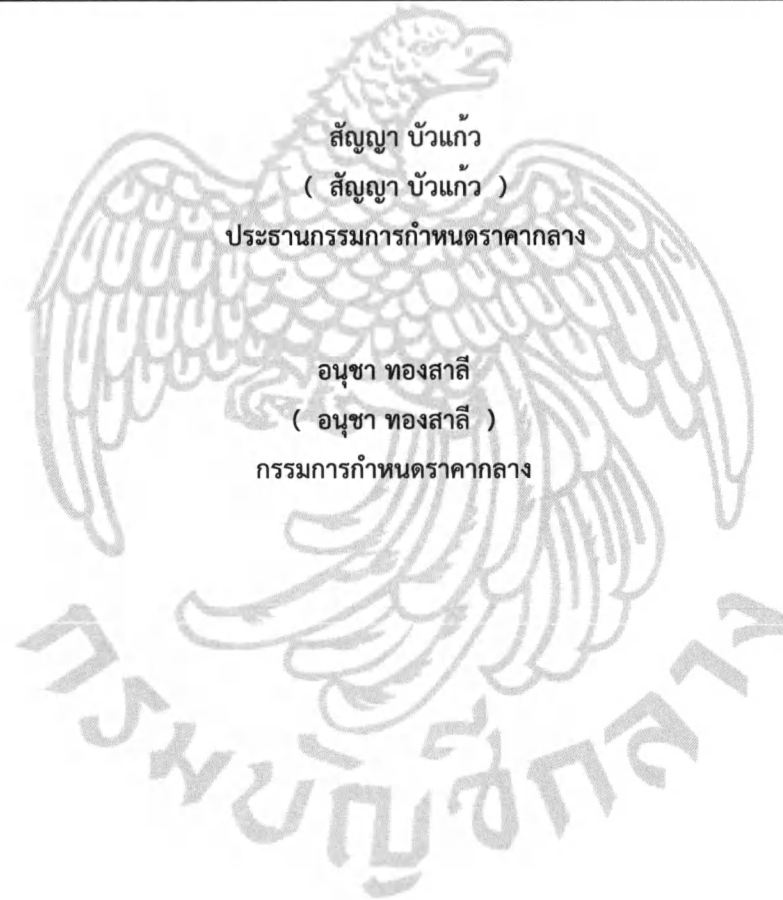 สัญญา บัวแก้ว
( สัญญา บัวแก้ว )
ประธานกรรมการกำหนดราคากลาง
อนุชา ทองสาลี
( อนุชา ทองสาลี )
กรรมการกำหนดราคากลาง
กรมบัญชีกลาง